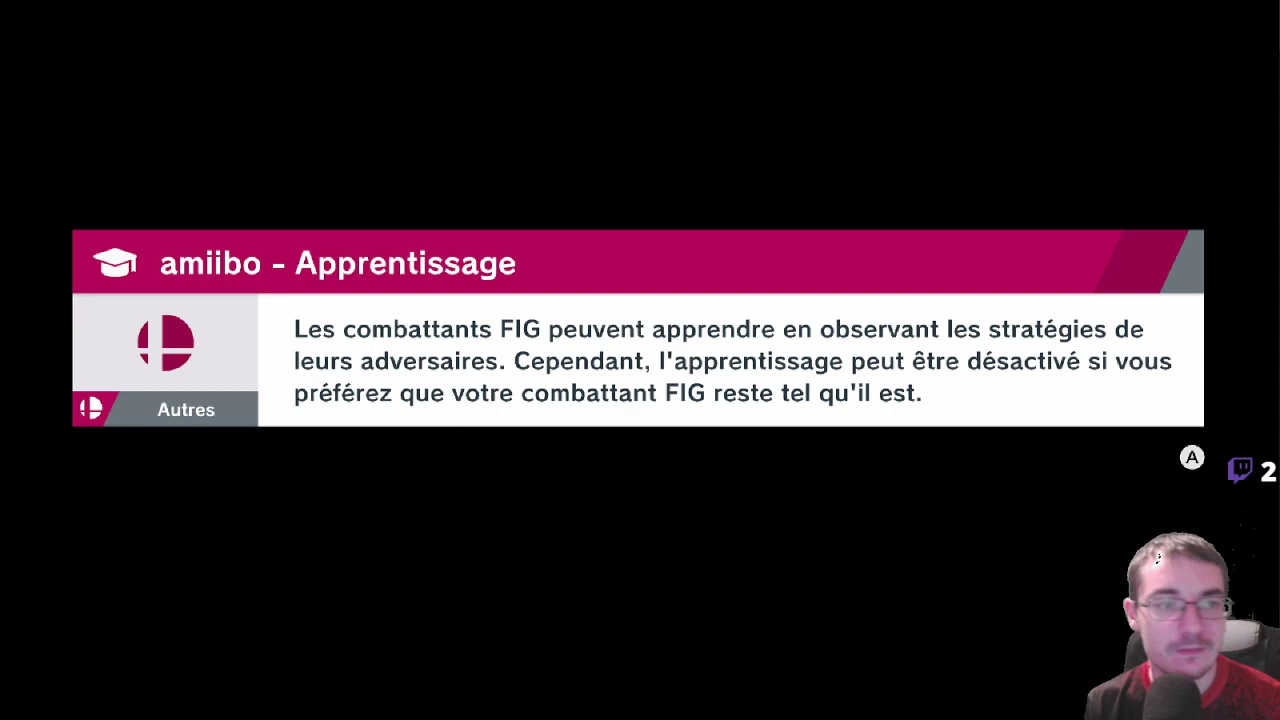 amiibo - Apprentissage
Les combattants FIG peuvent apprendre en observant les stratégies de
leurs adversaires. Cependant, l'apprentissage peut être désactivé si vous
préférez que votre combattant FIG reste tel qu'il est.
Autres
A
2